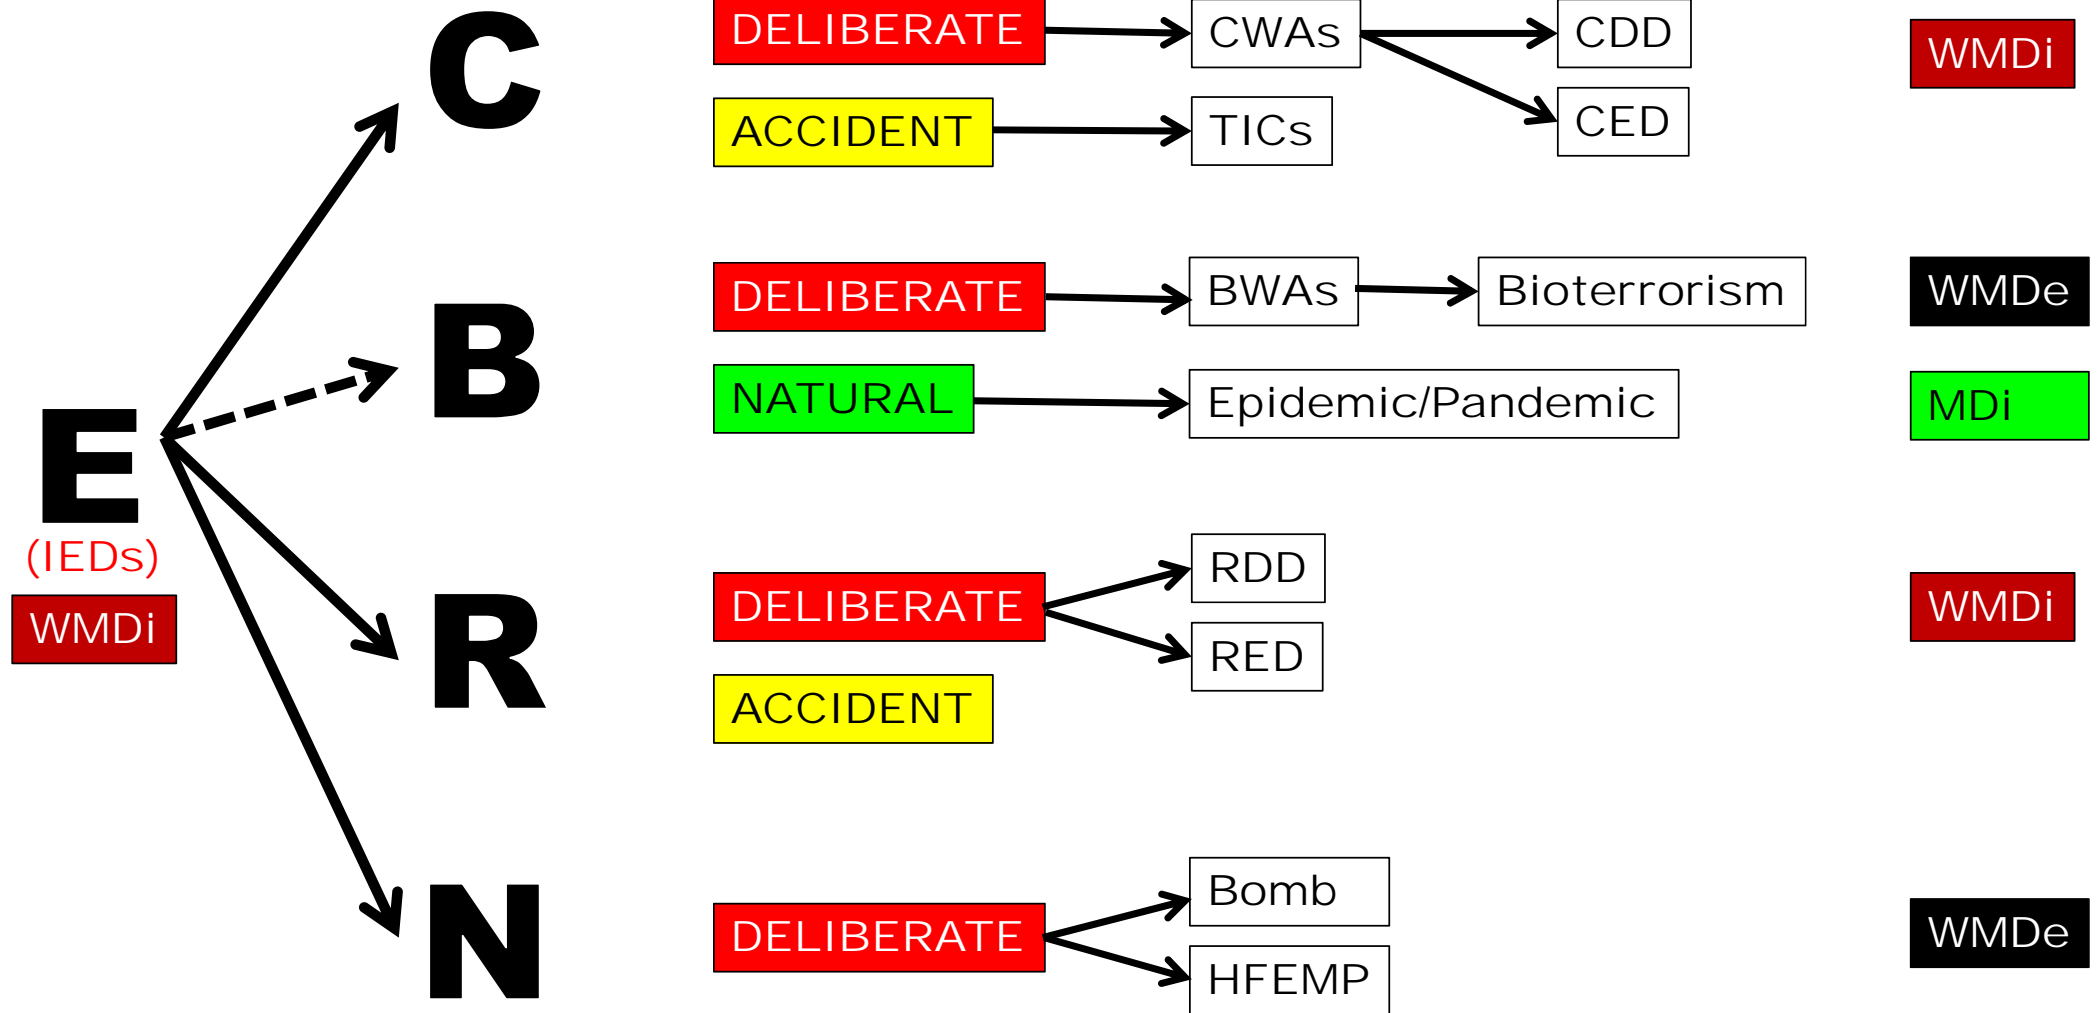 C
DELIBERATE
CWAs
CDD
WMDi
CED
ACCIDENT
TICs
B
DELIBERATE
BWAs
Bioterrorism
WMDe
NATURAL
Epidemic/Pandemic
MDi
E
(IEDs)
WMDi
R
DELIBERATE
RDD
RED
WMDi
ACCIDENT
N
DELIBERATE
Bomb
HFEMP
WMDe